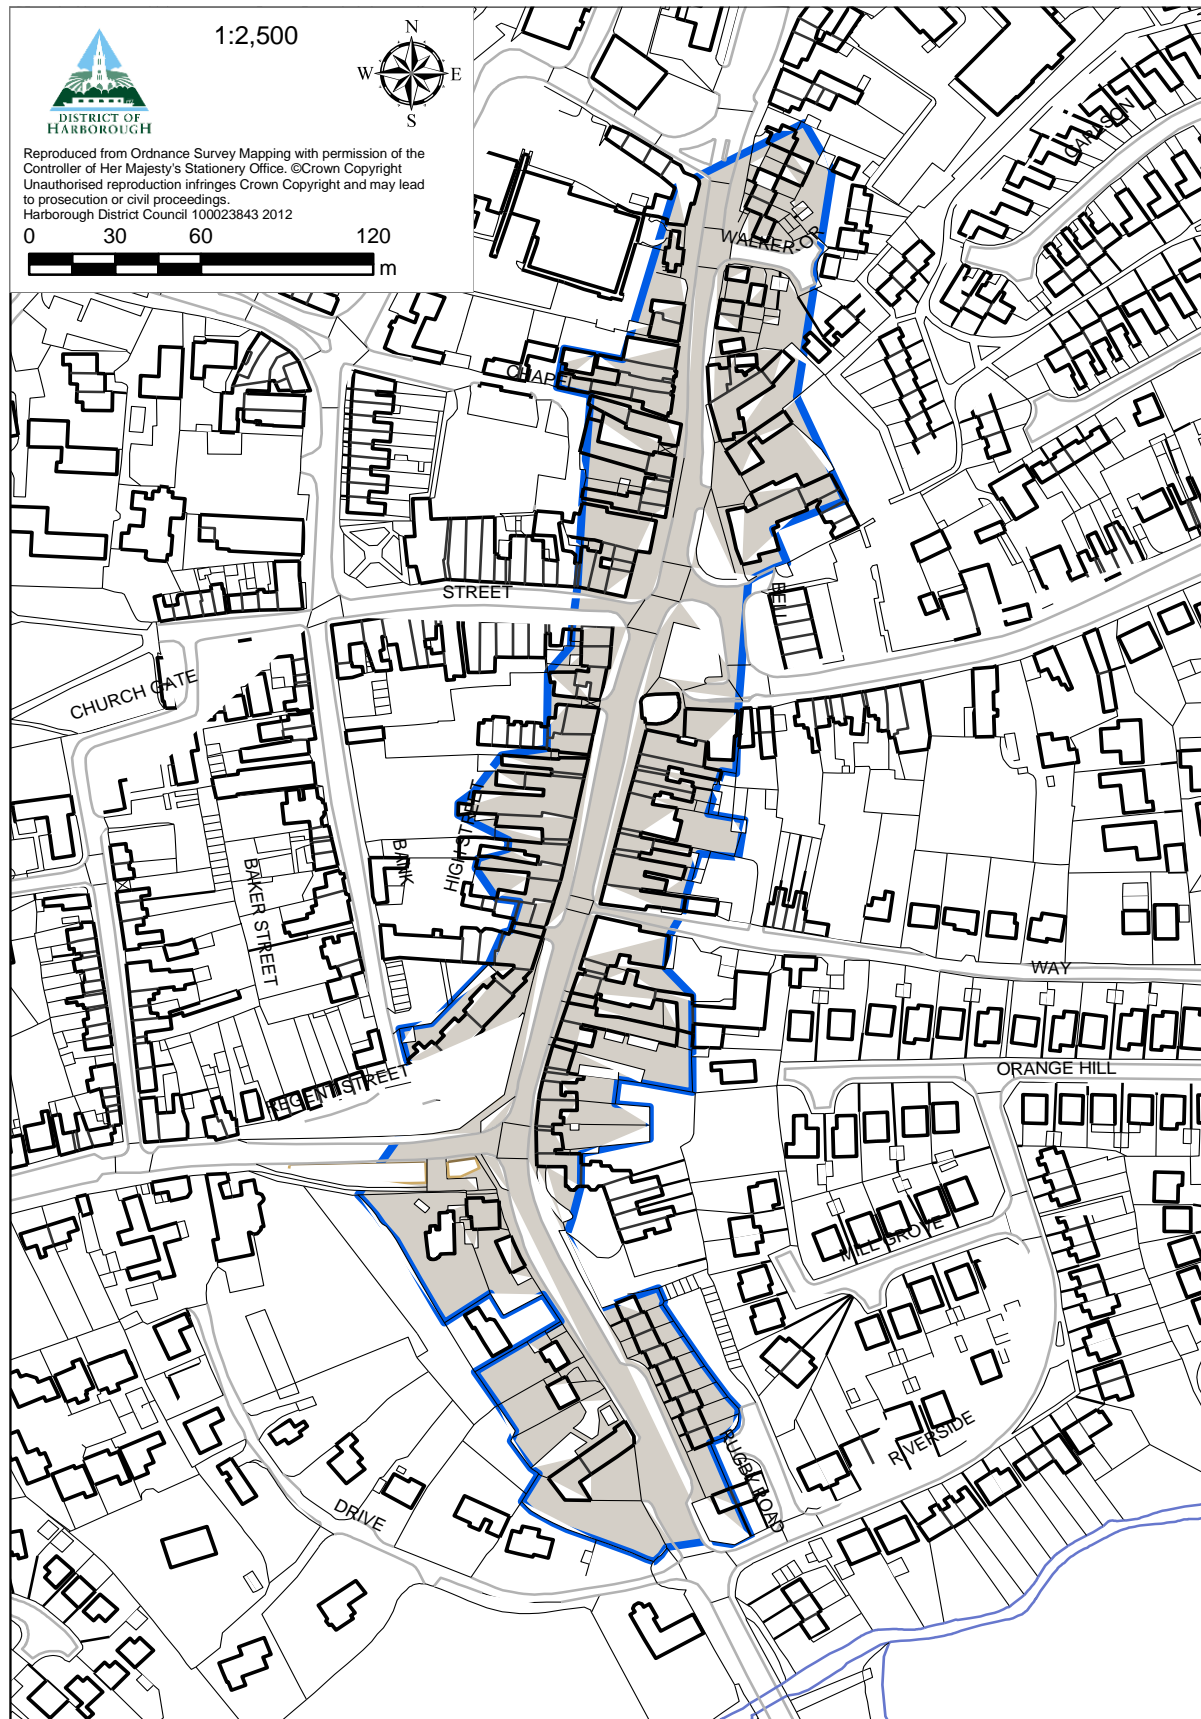 1:2,500
N
W E
S
DISTRICT OF
HARBOROUGH
Reproduced from Ordnance Survey Mapping with permission of the
Controller of Her Majesty's Stationery Office. ©Crown Copyright
Unauthorised reproduction infringes Crown Copyright and may lead
to prosecution or civil proceedings.
Harborough District Council 100023843 2012
0 30 60 120
m
WALKER
CHAPEL
STREET
CHURCH GATE
HIGH STREET
BANK
BAKER STREET
WAY
ORANGE HILL
REGENT STREET
MILL GROVE
RIVERSIDE
RUGBY ROAD
DRIVE